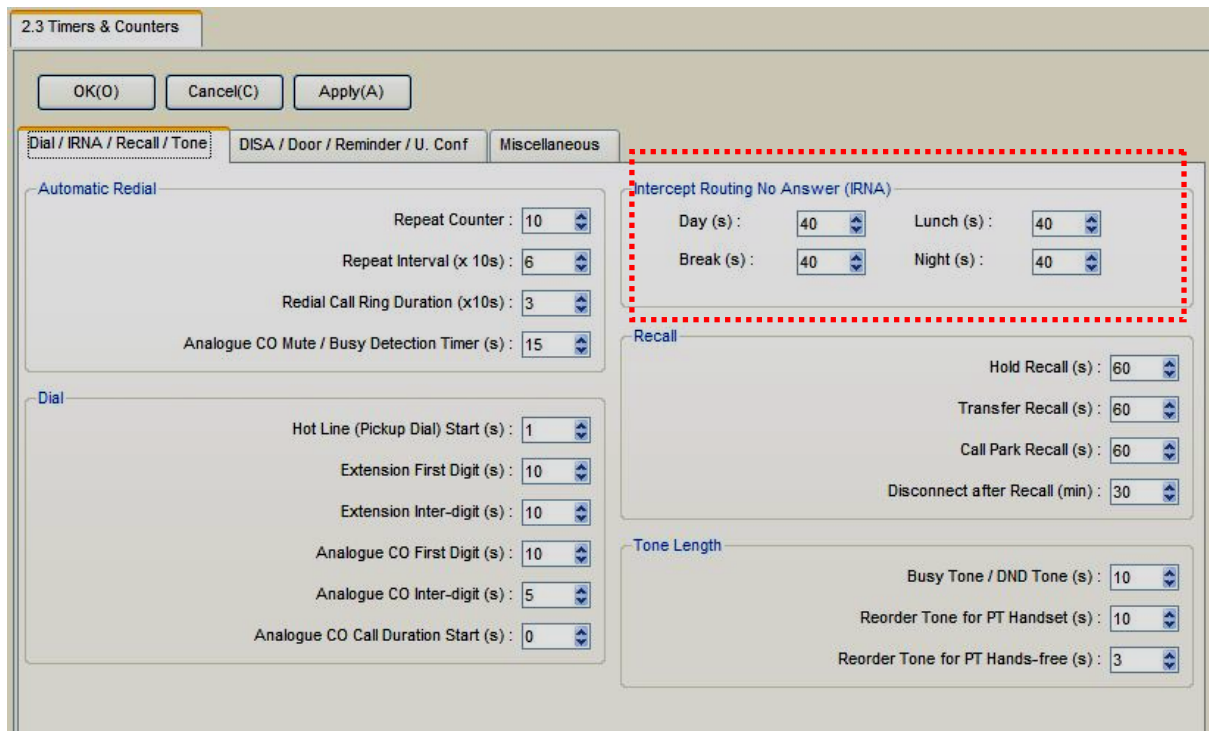 2.3 Timers & Counters
OK(O) Cancel(C) Apply(A)
Dial / IRNA / Recall / Tone DISA / Door / Reminder / U. Conf Miscellaneous
Automatic Redial
Repeat Counter : 10
Repeat Interval (x 10s) : 6
Redial Call Ring Duration (x10s) : 3
Analogue CO Mute / Busy Detection Timer (s) : 15
Dial
Hot Line (Pickup Dial) Start (s) : 1
Extension First Digit (s) : 10
Extension Inter-digit (s) : 10
Analogue CO First Digit (s) : 10
Analogue CO Inter-digit (s) : 5
Analogue CO Call Duration Start (s) : 0
Intercept Routing No Answer (IRNA)
Day (s) : 40 Lunch (s) : 40
Break (s) : 40 Night (s) : 40
Recall
Hold Recall (s) : 60
Transfer Recall (s) : 60
Call Park Recall (s) : 60
Disconnect after Recall (min) : 30
Tone Length
Busy Tone / DND Tone (s) : 10
Reorder Tone for PT Handset (s) : 10
Reorder Tone for PT Hands-free (s) : 3